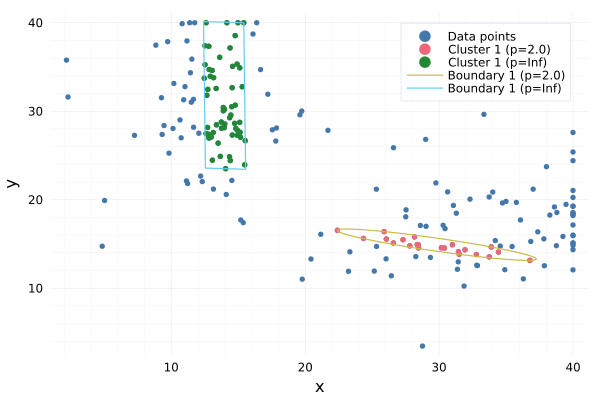 40
Data points
Cluster 1 (p=2.0)
Cluster 1 (p=Inf)
Boundary 1 (p=2.0)
Boundary 1 (p=Inf)
30
y
20
10
10 20 30 40
x